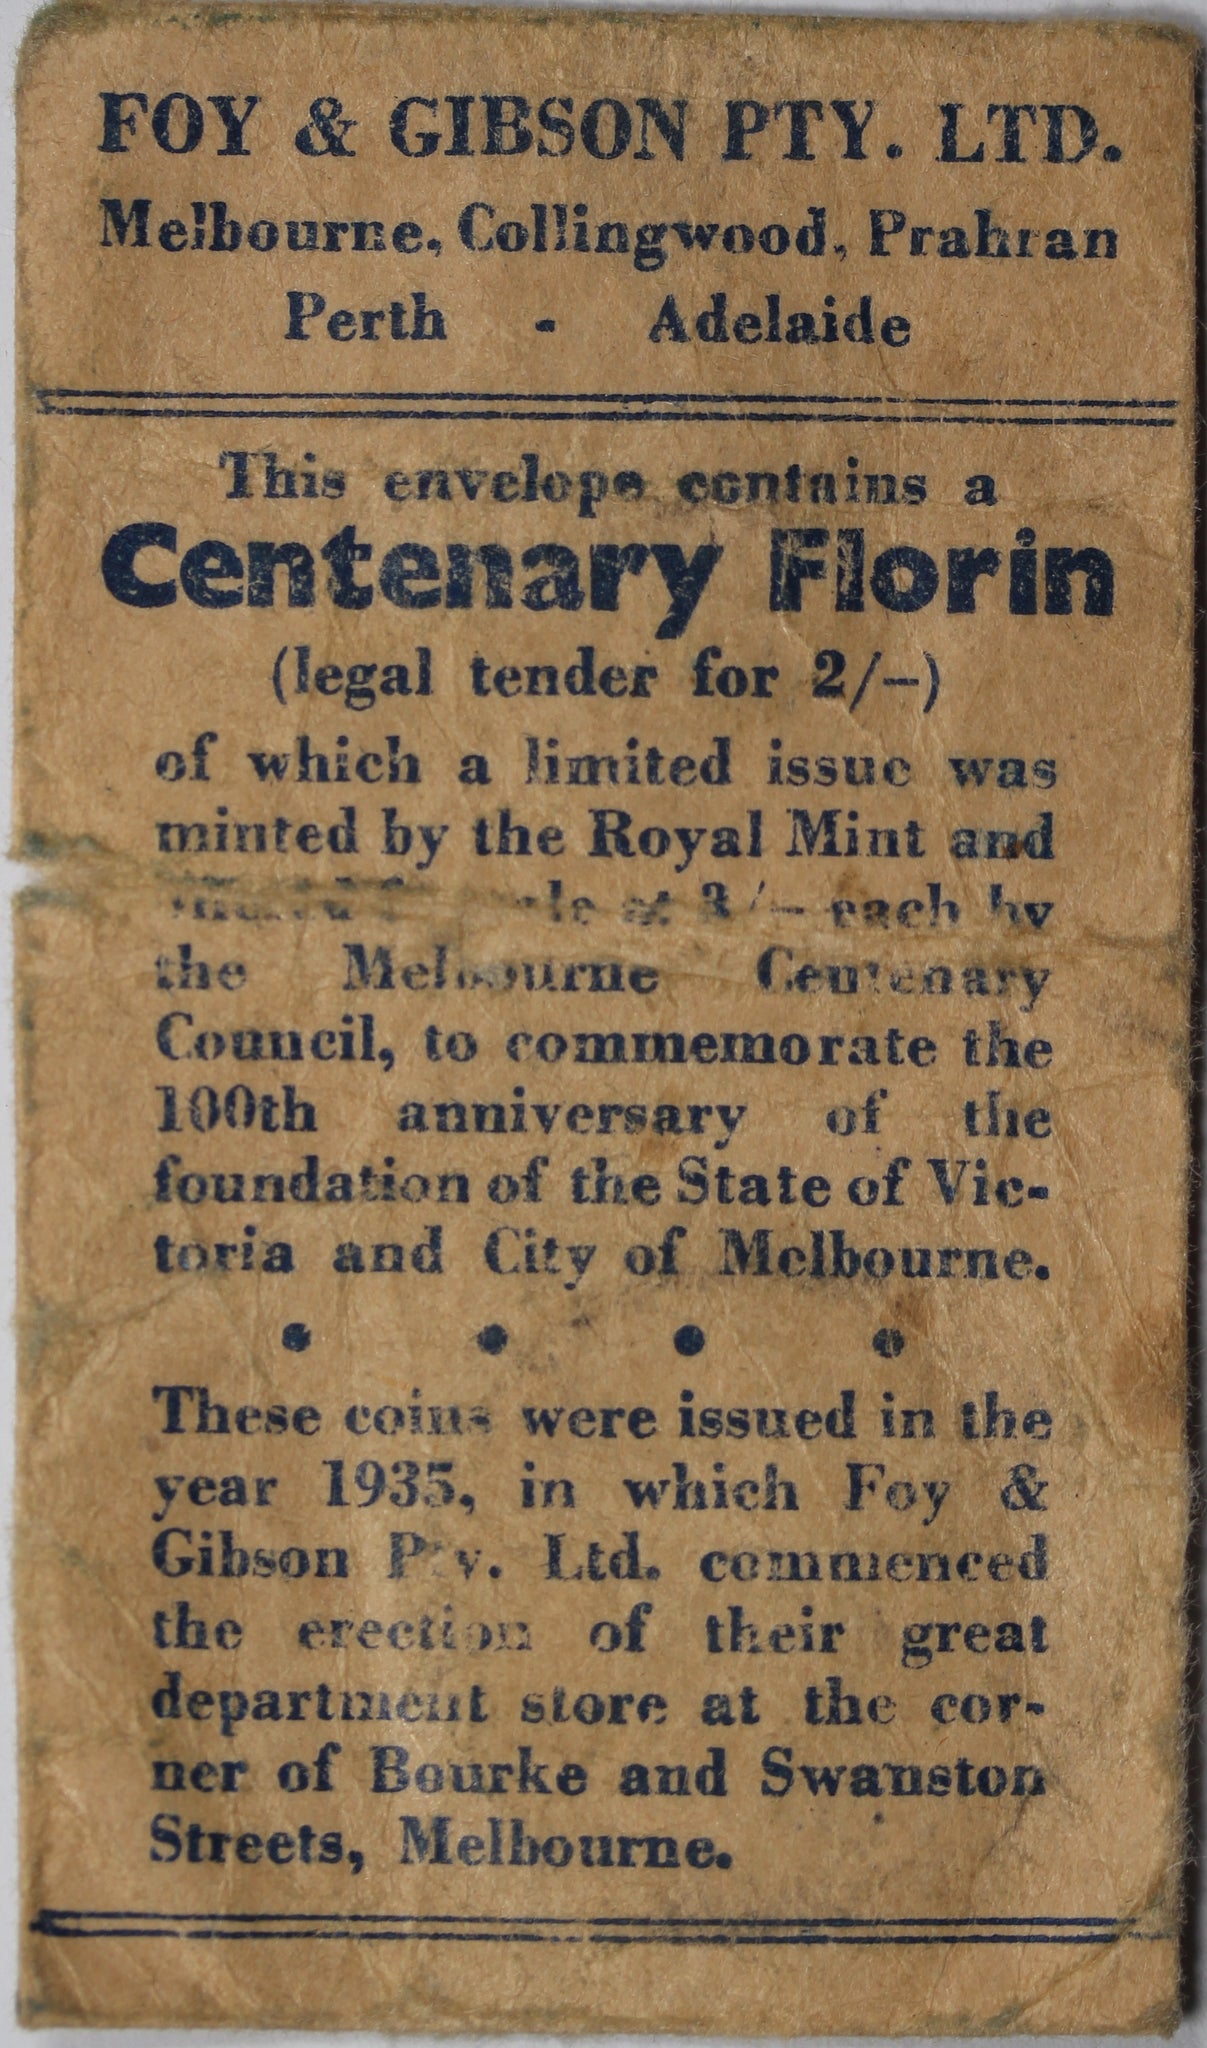 FOY & GIBSON PTY. LTD.
Melbourne, Collingwood, Prahran
Perth - Adelaide
This envelope contains a
Centenary Florin
(legal tender for 2/–)
of which a limited issue was
minted by the Royal Mint and
at 3/– each by
the Melbourne Centenary
Council, to commemorate the
100th anniversary of the
foundation of the State of Vic-
toria and City of Melbourne.
• • • •
These coins were issued in the
year 1935, in which Foy &
Gibson Pty. Ltd. commenced
the erection of their great
department store at the cor-
ner of Bourke and Swanston
Streets, Melbourne.